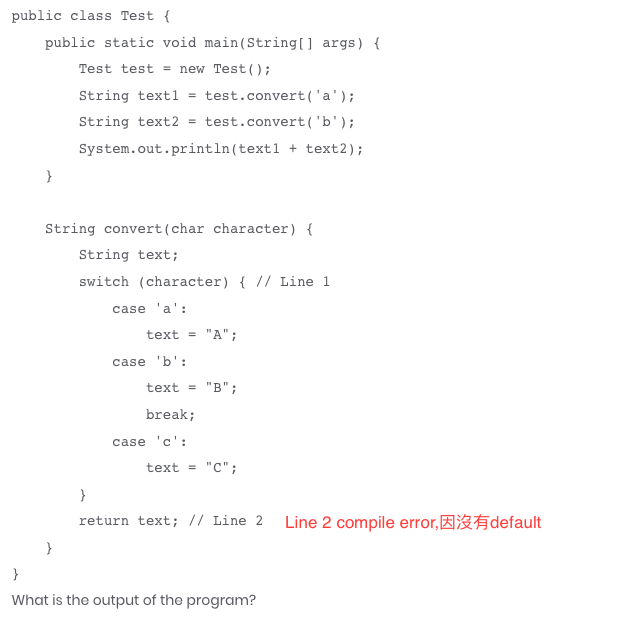 public class Test {
    public static void main(String[] args) {
        Test test = new Test();
        String text1 = test.convert('a');
        String text2 = test.convert('b');
        System.out.println(text1 + text2);
    }

    String convert(char character) {
        String text;
        switch (character) { // Line 1
            case 'a':
                text = "A";
            case 'b':
                text = "B";
                break;
            case 'c':
                text = "C";
        }
        return text; // Line 2 Line 2 compile error,因沒有default
    }
}
What is the output of the program?